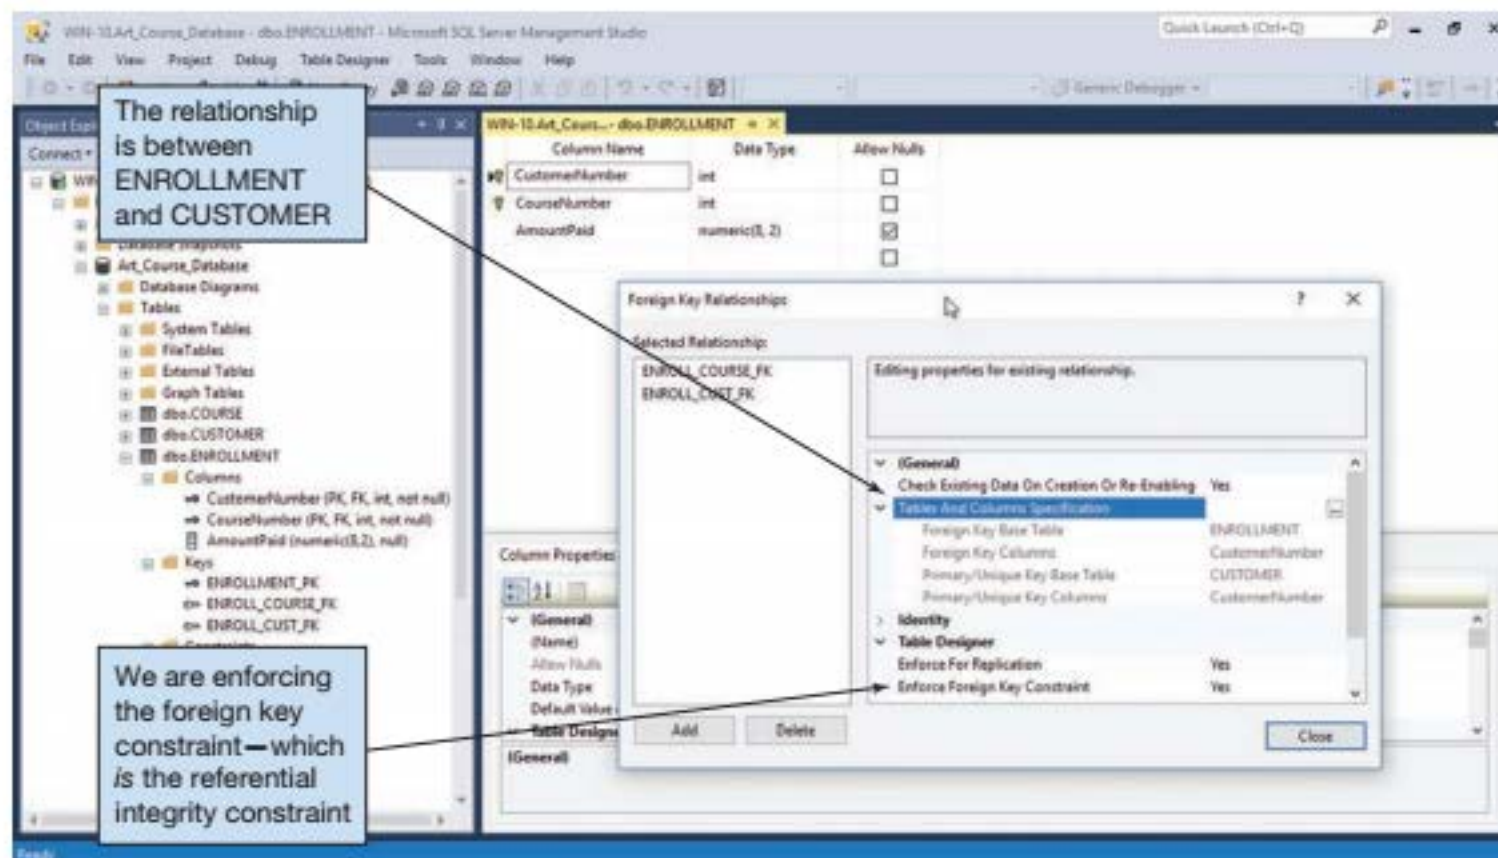 WIN-10.Art_Course_Database - dbo.ENROLLMENT - Microsoft SQL Server Management Studio
Quick Launch (Ctrl+Q)
File Edit View Project Debug Table Designer Tools Window Help
Generic Debugger
The relationship
is between
ENROLLMENT
and CUSTOMER
Connect
WIN-10.Art_Cours...- dbo.ENROLLMENT
Column Name Data Type Allow Nulls
CustomerNumber int
CourseNumber int
AmountPaid numeric(8, 2)
Database Snapshots
Art_Course_Database
Database Diagrams
Tables
System Tables
FileTables
External Tables
Graph Tables
dbo.COURSE
dbo.CUSTOMER
dbo.ENROLLMENT
Columns
CustomerNumber (PK, FK, int, not null)
CourseNumber (PK, FK, int, not null)
AmountPaid (numeric(8,2), null)
Keys
ENROLLMENT_PK
ENROLL_COURSE_FK
ENROLL_CUST_FK
Constraints
We are enforcing
the foreign key
constraint—which
is the referential
integrity constraint
Foreign Key Relationships
? ×
Selected Relationship:
ENROLL_COURSE_FK
ENROLL_CUST_FK
Editing properties for existing relationship.
(General)
Check Existing Data On Creation Or Re-Enabling Yes
Tables And Columns Specification
Foreign Key Base Table ENROLLMENT
Foreign Key Columns CustomerNumber
Primary/Unique Key Base Table CUSTOMER
Primary/Unique Key Columns CustomerNumber
Identity
Table Designer
Enforce For Replication Yes
Enforce Foreign Key Constraint Yes
Add Delete
Close
Column Properties
(General)
(Name)
Allow Nulls
Data Type
Default Value
Table Designe
(General)
Ready